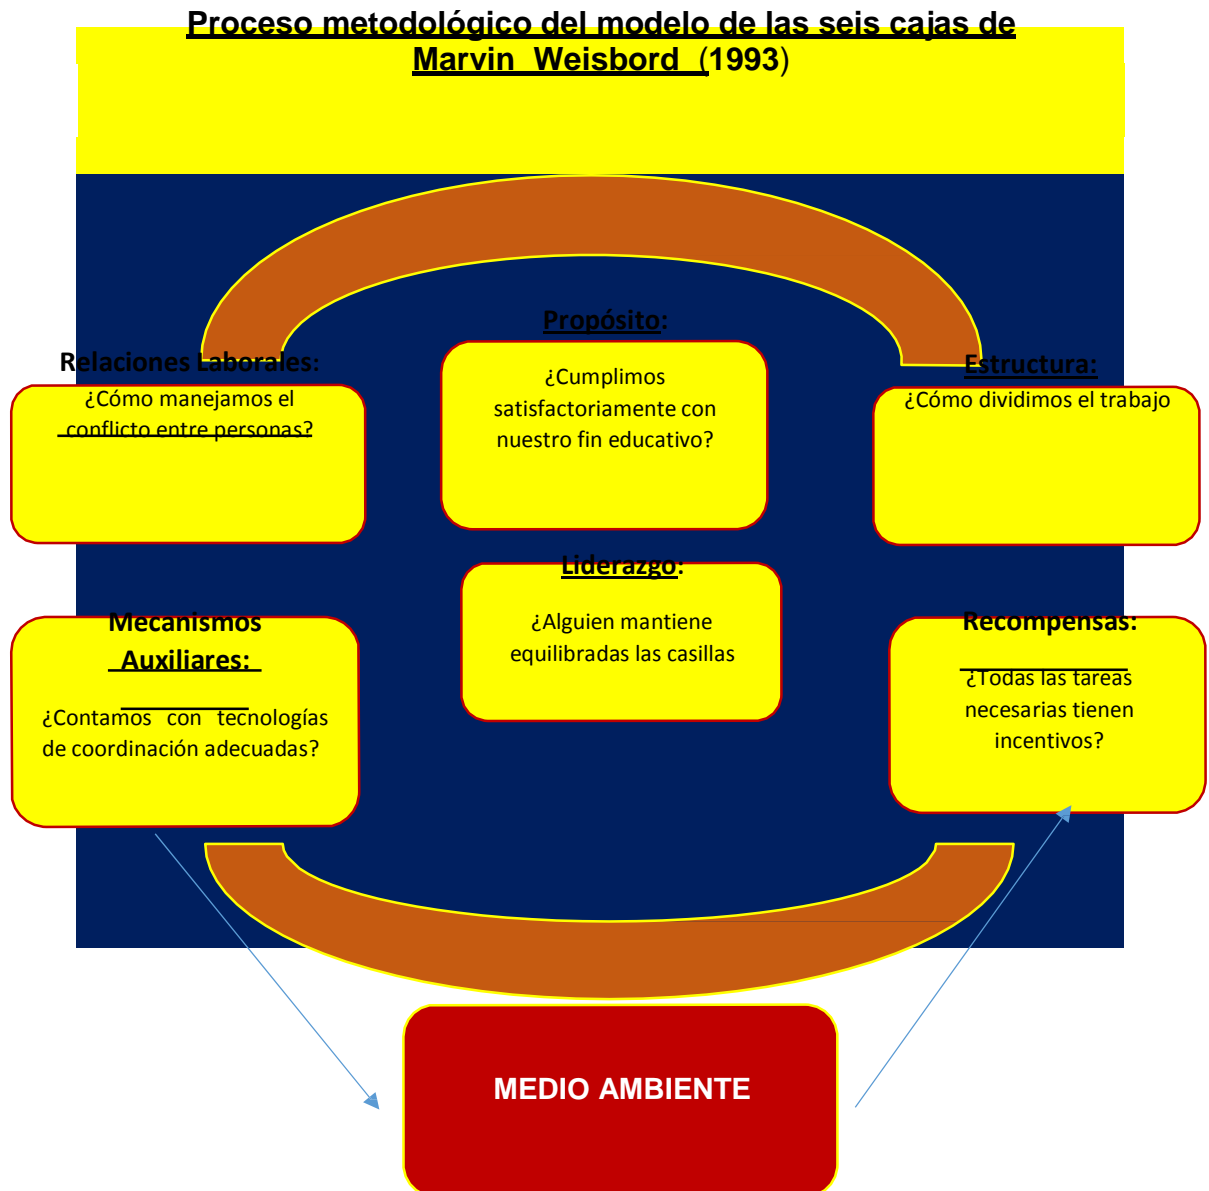 Proceso metodológico del modelo de las seis cajas de
Marvin Weisbord (1993)
Propósito:
¿Cumplimos
satisfactoriamente con
nuestro fin educativo?
Relaciones Laborales:
¿Cómo manejamos el
conflicto entre personas?
Estructura:
¿Cómo dividimos el trabajo
Liderazgo:
¿Alguien mantiene
equilibradas las casillas
Mecanismos
Auxiliares:
¿Contamos con tecnologías
de coordinación adecuadas?
Recompensas:
¿Todas las tareas
necesarias tienen
incentivos?
MEDIO AMBIENTE